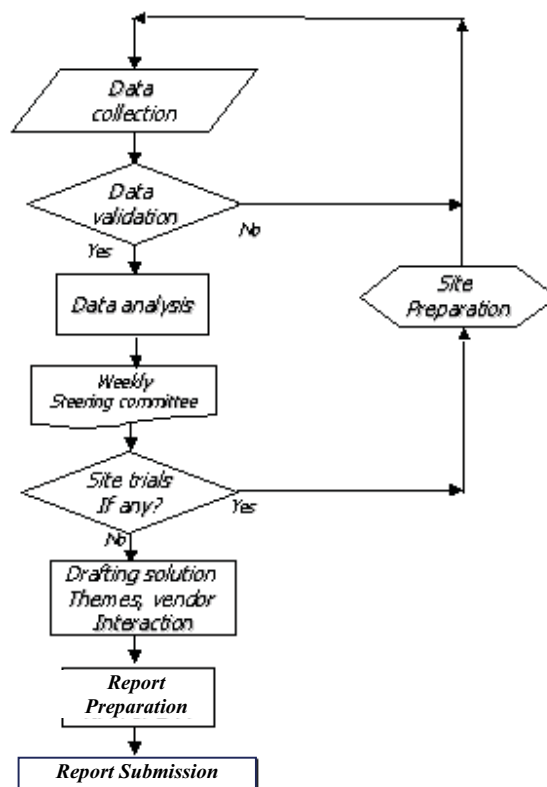 Data
collection
Data
validation
No
Yes
Data analysis
Site
Preparation
Weekly
Steering committee
Site trials
If any?
Yes
No
Drafting solution
Themes, vendor
Interaction
Report
Preparation
Report Submission